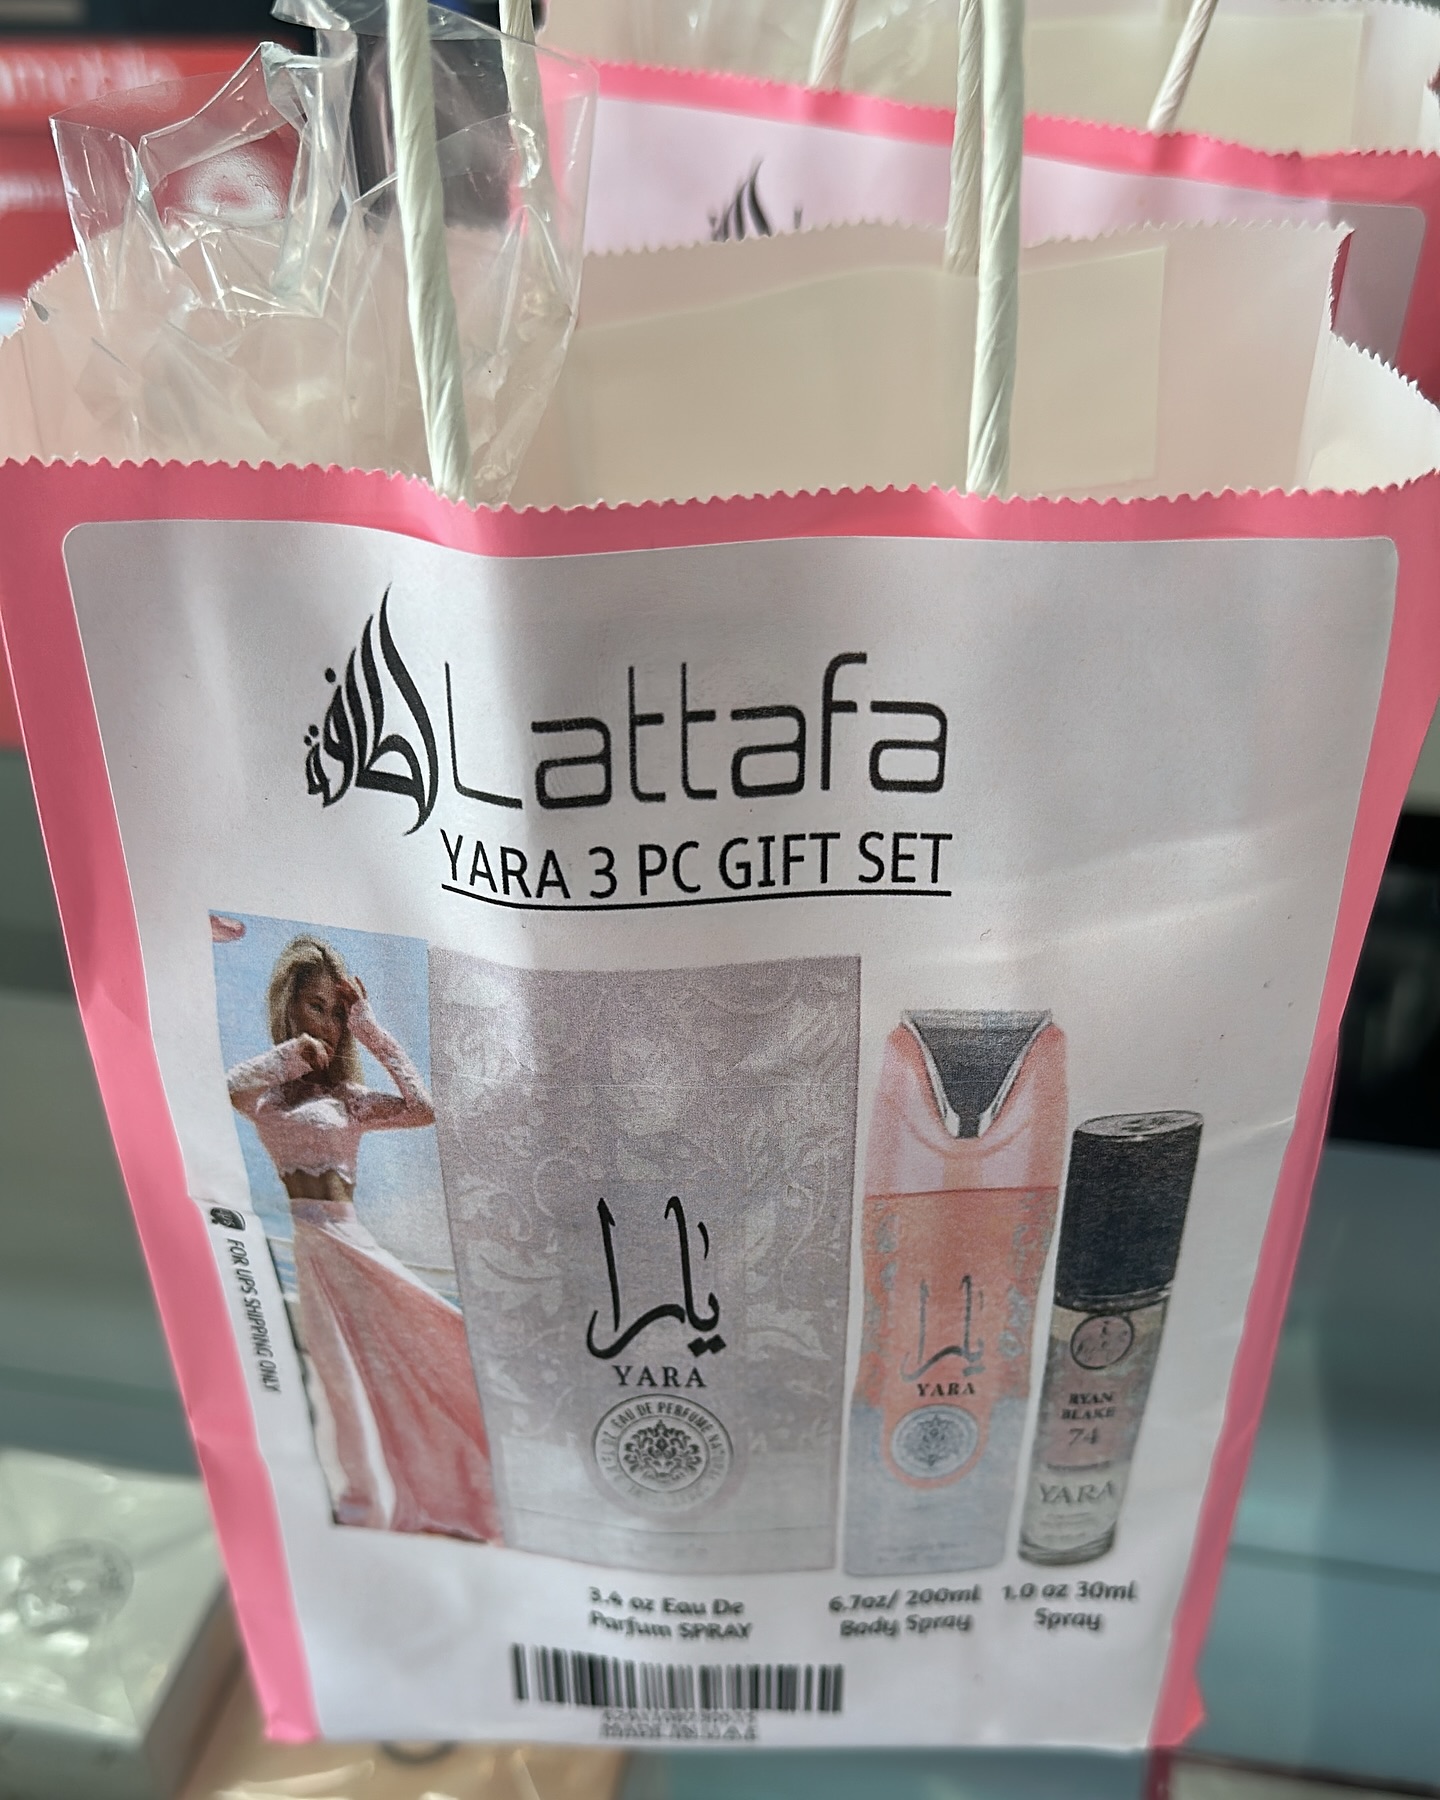 لطافة Lattafa
YARA 3 PC GIFT SET
يارا
YARA
EAU DE PERFUME
يارا
YARA
RYAN
BLAKE
74
YARA
FOR UPS SHIPPING ONLY
3.4 oz Eau De
Parfum SPRAY
6.7oz/ 200ml
Body Spray
1.0 oz 30ml
Spray
MADE IN U.A.E